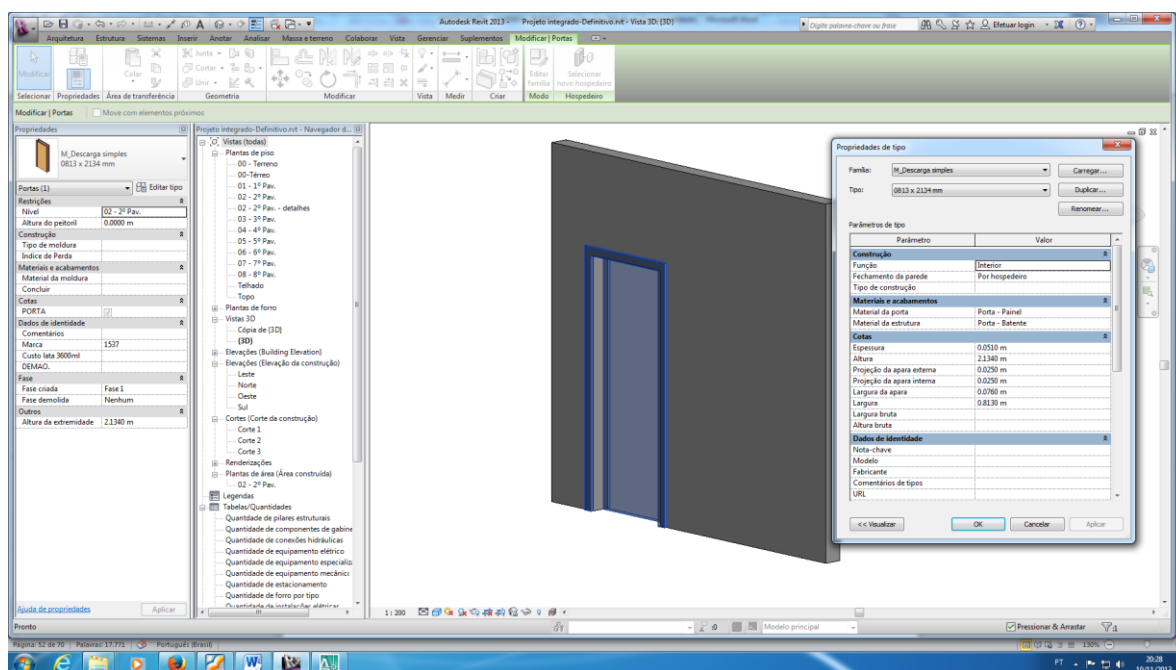 Autodesk Revit 2013 - Projeto integrado-Definitivo.rvt - Vista 3D: {3D}
Digite palavra-chave ou frase
Efetuar login
Arquitetura Estrutura Sistemas Inserir Anotar Analisar Massa e terreno Colaborar Vista Gerenciar Suplementos Modificar | Portas
Modificar
Colar
Junta
Cortar
Unir
Editar família
Selecionar novo hospedeiro
Selecionar Propriedades Área de transferência Geometria Modificar Vista Medir Criar Modo Hospedeiro
Modificar | Portas Move com elementos próximos
Propriedades
M_Descarga simples
0813 x 2134 mm
Portas (1) Editar tipo
Restrições
Nível 02 - 2º Pav.
Altura do peitoril 0.0000 m
Construção
Tipo de moldura
Índice de Perda
Materiais e acabamentos
Material da moldura
Concluir
Cotas
PORTA
Dados de identidade
Comentários
Marca 1537
Custo lata 3600ml
DEMAO.
Fase
Fase criada Fase 1
Fase demolida Nenhum
Outros
Altura da extremidade 2.1340 m
Ajuda de propriedades Aplicar
Projeto integrado-Definitivo.rvt - Navegador d...
Vistas (todas)
Plantas de piso
00 - Terreno
00-Térreo
01 - 1º Pav.
02 - 2º Pav.
02 - 2º Pav. - detalhes
03 - 3º Pav.
04 - 4º Pav.
05 - 5º Pav.
06 - 6º Pav.
07 - 7º Pav.
08 - 8º Pav.
Telhado
Topo
Plantas de forro
Vistas 3D
Cópia de {3D}
{3D}
Elevações (Building Elevation)
Elevações (Elevação da construção)
Leste
Norte
Oeste
Sul
Cortes (Corte da construção)
Corte 1
Corte 2
Corte 3
Renderizações
Plantas de área (Área construída)
02 - 2º Pav.
Legendas
Tabelas/Quantidades
Quantdade de pilares estruturais
Quantidade de componentes de gabine
Quantidade de conexões hidráulicas
Quantidade de equipamento elétrico
Quantidade de equipamento especializ
Quantidade de equipamento mecânico
Quantidade de estacionamento
Quantidade de forro por tipo
Quantidade de instalações elétricar
Propriedades de tipo
Família: M_Descarga simples Carregar...
Tipo: 0813 x 2134 mm Duplicar...
Renomear...
Parâmetros de tipo
Parâmetro Valor
Construção
Função Interior
Fechamento da parede Por hospedeiro
Tipo de construção
Materiais e acabamentos
Material da porta Porta - Painel
Material da estrutura Porta - Batente
Cotas
Espessura 0.0510 m
Altura 2.1340 m
Projeção da apara externa 0.0250 m
Projeção da apara interna 0.0250 m
Largura da apara 0.0760 m
Largura 0.8130 m
Largura bruta
Altura bruta
Dados de identidade
Nota-chave
Modelo
Fabricante
Comentários de tipos
URL
<< Visualizar OK Cancelar Aplicar
1 : 200
Pronto :0 Modelo principal Pressionar & Arrastar :1
Página: 52 de 70 Palavras: 17.771 Português (Brasil) 130%
PT 20:28